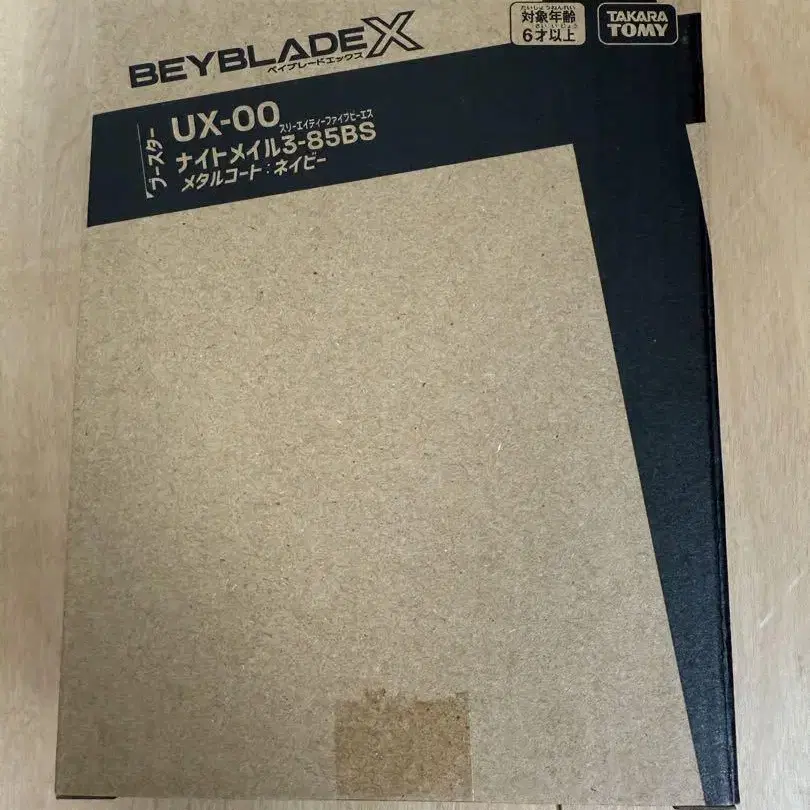 BEYBLADE X
ベイブレードエックス
たいしょうねんれい
対象年齢
さいいじょう
6才以上
TAKARA TOMY
ブースター
UX-00
スリーエイティーファイブビーエス
ナイトメイル3-85BS
メタルコート:ネイビー